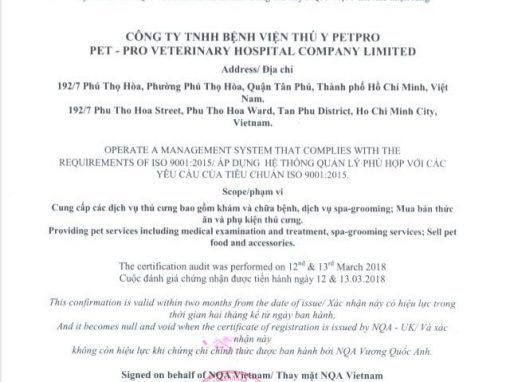 CÔNG TY TNHH BỆNH VIỆN THÚ Y PETPRO
PET - PRO VETERINARY HOSPITAL COMPANY LIMITED
Address/ Địa chỉ
192/7 Phú Thọ Hòa, Phường Phú Thọ Hòa, Quận Tân Phú, Thành phố Hồ Chí Minh, Việt
Nam.
192/7 Phu Tho Hoa Street, Phu Tho Hoa Ward, Tan Phu District, Ho Chi Minh City,
Vietnam.
OPERATE A MANAGEMENT SYSTEM THAT COMPLIES WITH THE
REQUIREMENTS OF ISO 9001:2015/ ÁP DỤNG HỆ THỐNG QUẢN LÝ PHÙ HỢP VỚI CÁC
YÊU CẦU CỦA TIÊU CHUẨN ISO 9001:2015.
Scope/phạm vi
Cung cấp các dịch vụ thú cưng bao gồm khám và chữa bệnh, dịch vụ spa-grooming; Mua bán thức
ăn và phụ kiện thú cưng.
Providing pet services including medical examination and treatment, spa-grooming services; Sell pet
food and accessories.
The certification audit was performed on 12nd & 13rd March 2018
Cuộc đánh giá chứng nhận được tiến hành ngày 12 & 13.03.2018
This confirmation is valid within two months from the date of issue/ Xác nhận này có hiệu lực trong
thời gian hai tháng kể từ ngày ban hành.
And it becomes null and void when the certificate of registration is issued by NQA - UK/ Và xác
nhận này
không còn hiệu lực khi chứng chỉ chính thức được ban hành bởi NQA Vương Quốc Anh.
Signed on behalf of NQA Vietnam/ Thay mặt NQA Vietnam